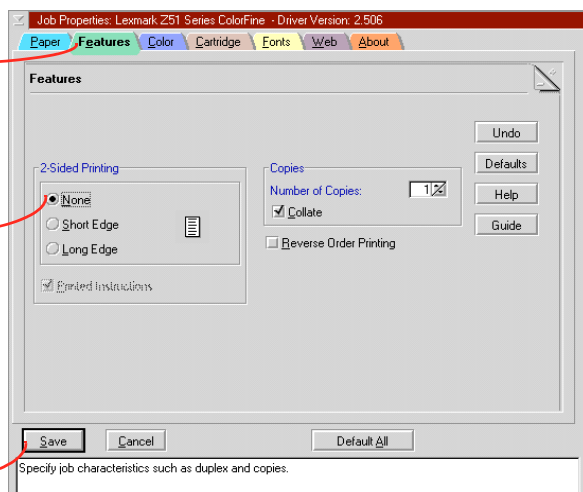 Job Properties: Lexmark Z51 Series ColorFine - Driver Version: 2.506
Paper Features Color Cartridge Fonts Web About
Features
Undo
Defaults
Help
Guide
2-Sided Printing
None
Short Edge
Long Edge
Printed Instructions
Copies
Number of Copies: 1
Collate
Reverse Order Printing
Save Cancel Default All
Specify job characteristics such as duplex and copies.